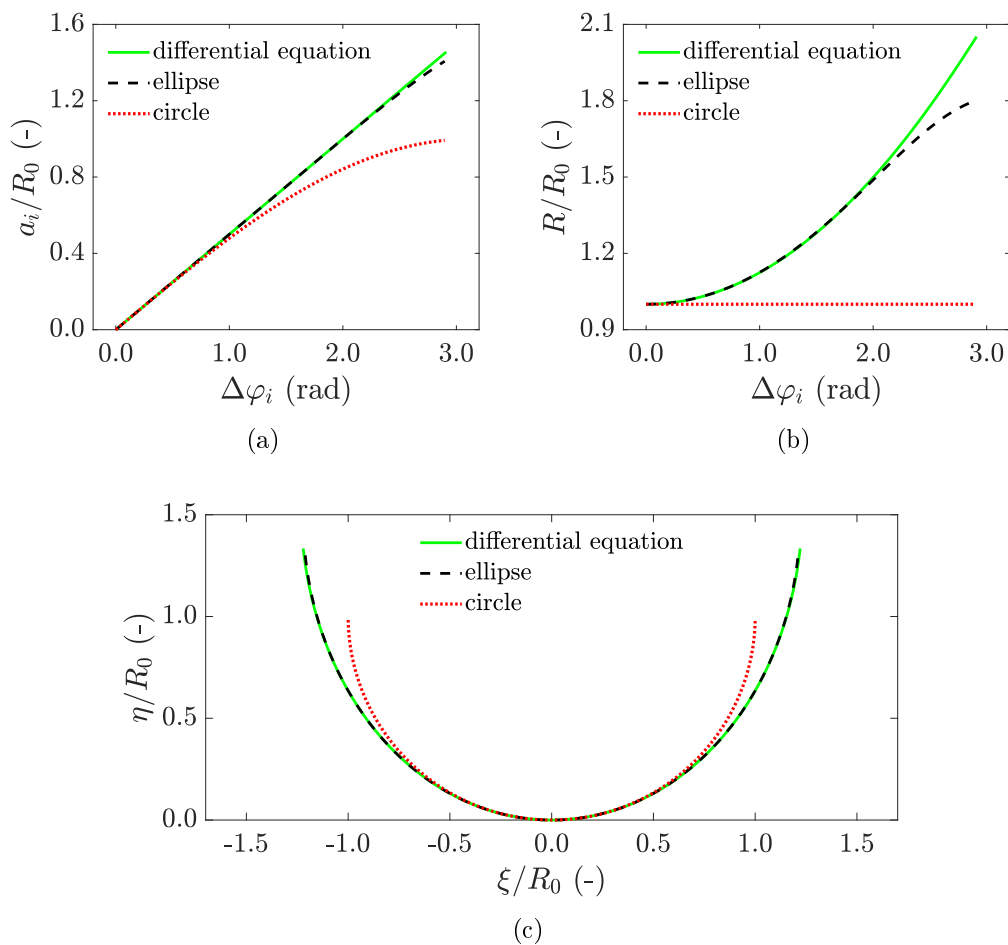 1.6
1.2
0.8
0.4
0.0
0.0 1.0 2.0 3.0
a_i/R_0 (-)
Δφ_i (rad)
differential equation
ellipse
circle
(a)
2.1
1.8
1.5
1.2
0.9
0.0 1.0 2.0 3.0
R/R_0 (-)
Δφ_i (rad)
differential equation
ellipse
circle
(b)
1.5
1.0
0.5
0.0
-1.5 -1.0 -0.5 0.0 0.5 1.0 1.5
η/R_0 (-)
ξ/R_0 (-)
differential equation
ellipse
circle
(c)